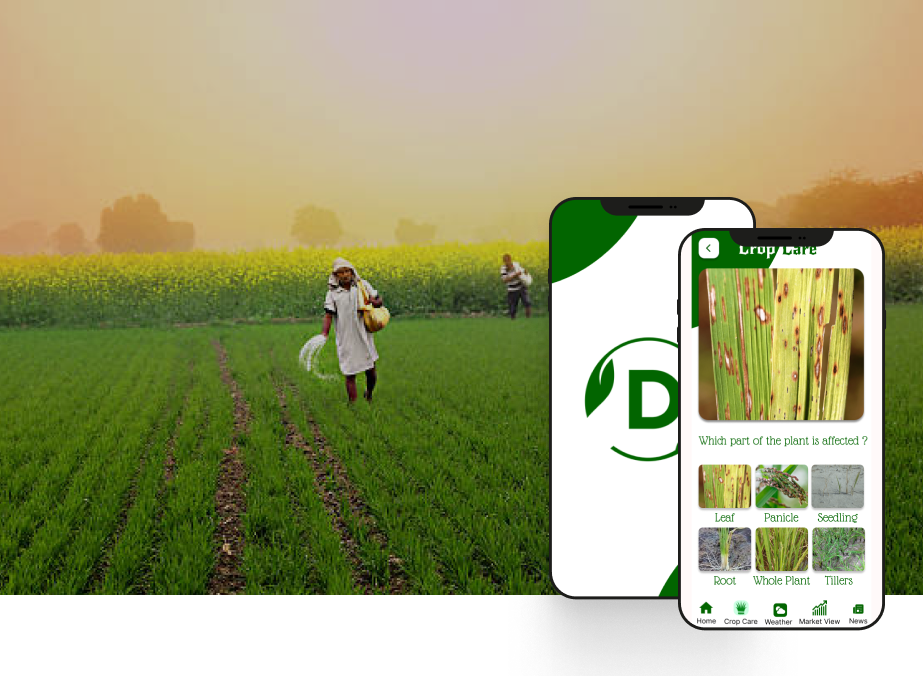 D
Crop Care
Which part of the plant is affected ?
Leaf Panicle Seedling
Root Whole Plant Tillers
Home Crop Care Weather Market View News